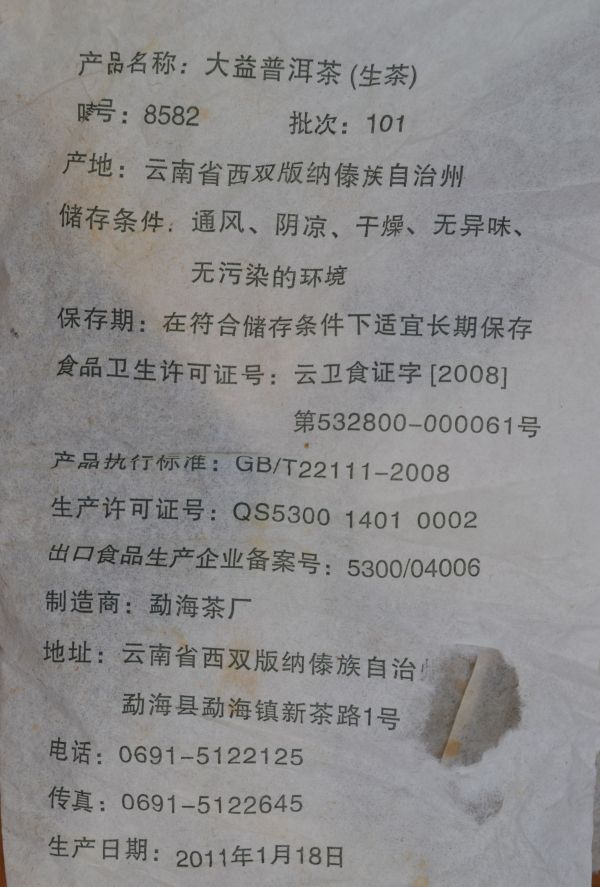 产品名称：大益普洱茶(生茶)
唛号：8582 批次：101
产地：云南省西双版纳傣族自治州
储存条件：通风、阴凉、干燥、无异味、
无污染的环境
保存期：在符合储存条件下适宜长期保存
食品卫生许可证号：云卫食证字[2008]
第532800-000061号
产品执行标准：GB/T22111-2008
生产许可证号：QS5300 1401 0002
出口食品生产企业备案号：5300/04006
制造商：勐海茶厂
地址：云南省西双版纳傣族自治
勐海县勐海镇新茶路1号
电话：0691-5122125
传真：0691-5122645
生产日期：2011年1月18日